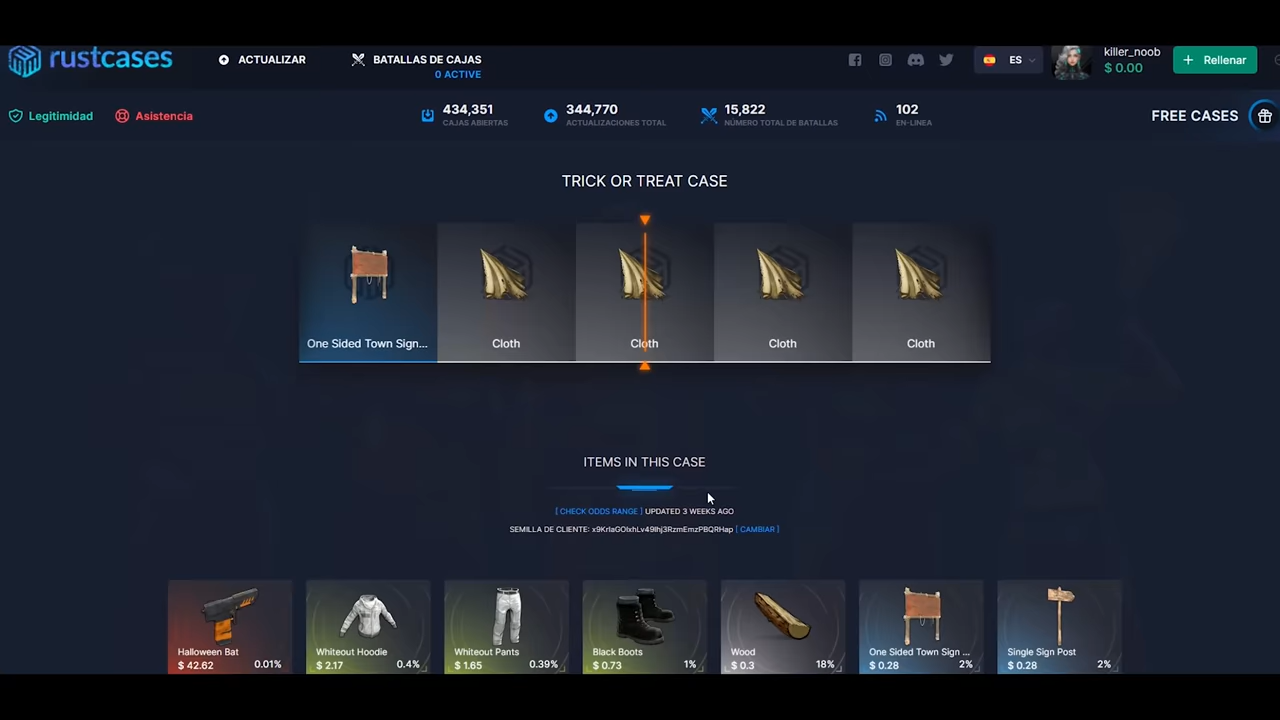 rustcases
ACTUALIZAR
BATALLAS DE CAJAS
0 ACTIVE
ES
killer_noob
$ 0.00
Rellenar
Legitimidad
Asistencia
434,351
CAJAS ABIERTAS
344,770
ACTUALIZACIONES TOTAL
15,822
NÚMERO TOTAL DE BATALLAS
102
EN-LINEA
FREE CASES
TRICK OR TREAT CASE
One Sided Town Sign...
Cloth
Cloth
Cloth
Cloth
ITEMS IN THIS CASE
[ CHECK ODDS RANGE ] UPDATED 3 WEEKS AGO
SEMILLA DE CLIENTE: [ CAMBIAR ]
Halloween Bat
$ 42.62 0.01%
Whiteout Hoodie
$ 2.17 0.4%
Whiteout Pants
$ 1.65 0.39%
Black Boots
$ 0.73 1%
Wood
$ 0.3 18%
One Sided Town Sign ...
$ 0.28 2%
Single Sign Post
$ 0.28 2%